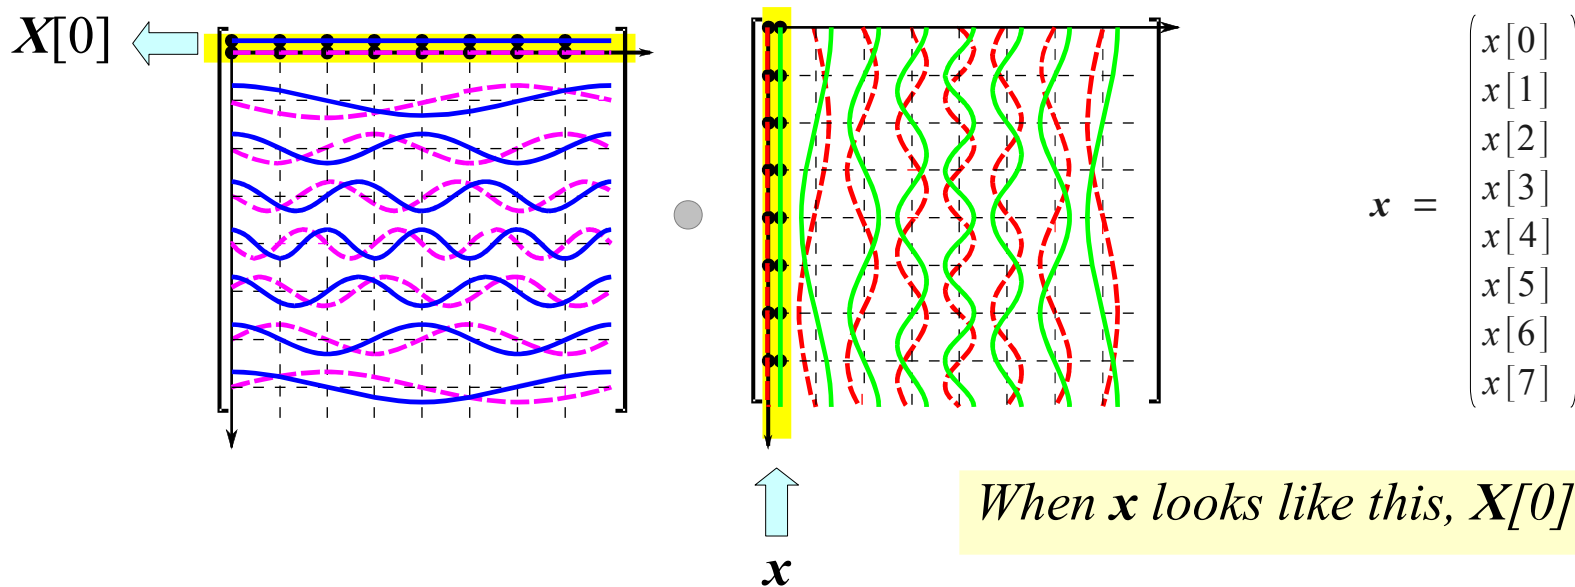 X[0]
x[0]
x[1]
x[2]
x[3]
x = x[4]
x[5]
x[6]
x[7]
When x looks like this, X[0]
x